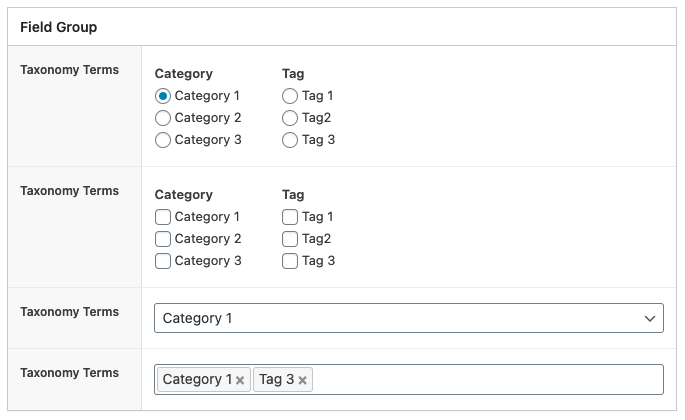 Field Group
Taxonomy Terms
Category Tag
Category 1 Tag 1
Category 2 Tag2
Category 3 Tag 3
Taxonomy Terms
Category Tag
Category 1 Tag 1
Category 2 Tag2
Category 3 Tag 3
Taxonomy Terms
Category 1
Taxonomy Terms
Category 1 × Tag 3 ×